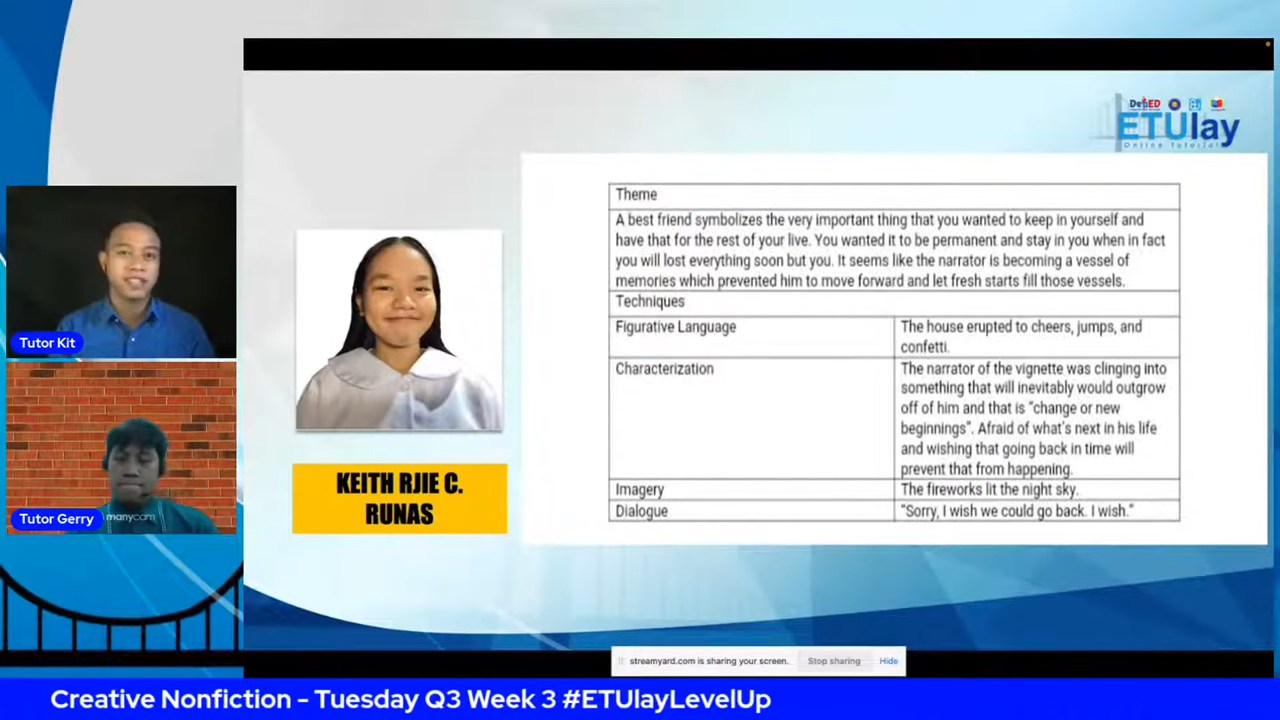 DepED
ETUlay
Online Tutorial
Theme
A best friend symbolizes the very important thing that you wanted to keep in yourself and
have that for the rest of your live. You wanted it to be permanent and stay in you when in fact
you will lost everything soon but you. It seems like the narrator is becoming a vessel of
memories which prevented him to move forward and let fresh starts fill those vessels.
Techniques
Figurative Language
The house erupted to cheers, jumps, and
confetti.
Characterization
The narrator of the vignette was clinging into
something that will inevitably would outgrow
off of him and that is “change or new
beginnings”. Afraid of what’s next in his life
and wishing that going back in time will
prevent that from happening.
Imagery
The fireworks lit the night sky.
Dialogue
“Sorry, I wish we could go back. I wish.”
KEITH RJIE C.
RUNAS
Tutor Kit
Tutor Gerry
manycam
streamyard.com is sharing your screen.
Stop sharing
Hide
Creative Nonfiction - Tuesday Q3 Week 3 #ETUlayLevelUp